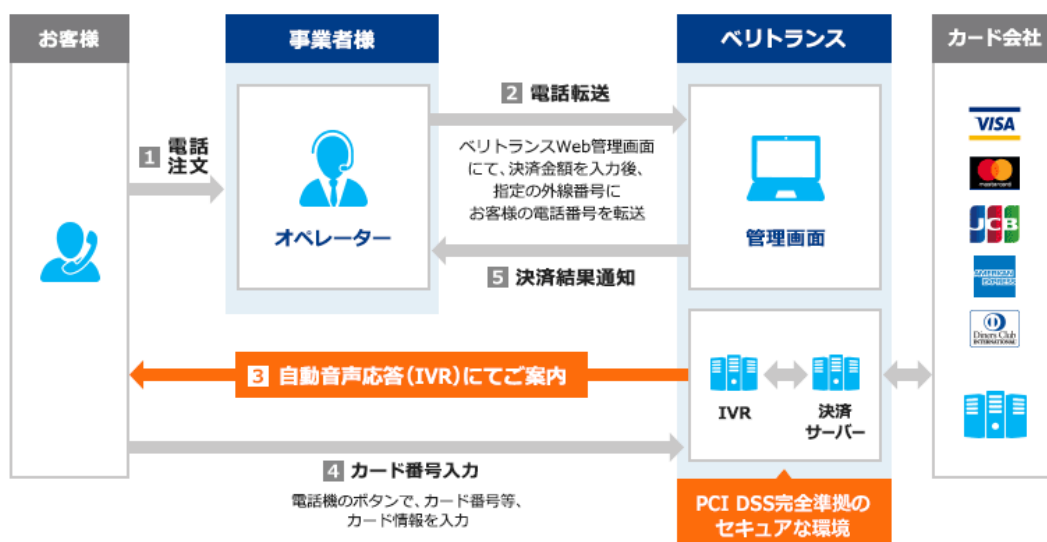 お客様
事業者様
ベリトランス
カード会社
1 電話
注文
オペレーター
2 電話転送
ベリトランスWeb管理画面
にて、決済金額を入力後、
指定の外線番号に
お客様の電話番号を転送
5 決済結果通知
管理画面
VISA
mastercard
JCB
AMERICAN
EXPRESS
Diners Club
INTERNATIONAL
3 自動音声応答(IVR)にてご案内
IVR
決済
サーバー
4 カード番号入力
電話機のボタンで、カード番号等、
カード情報を入力
PCI DSS完全準拠の
セキュアな環境